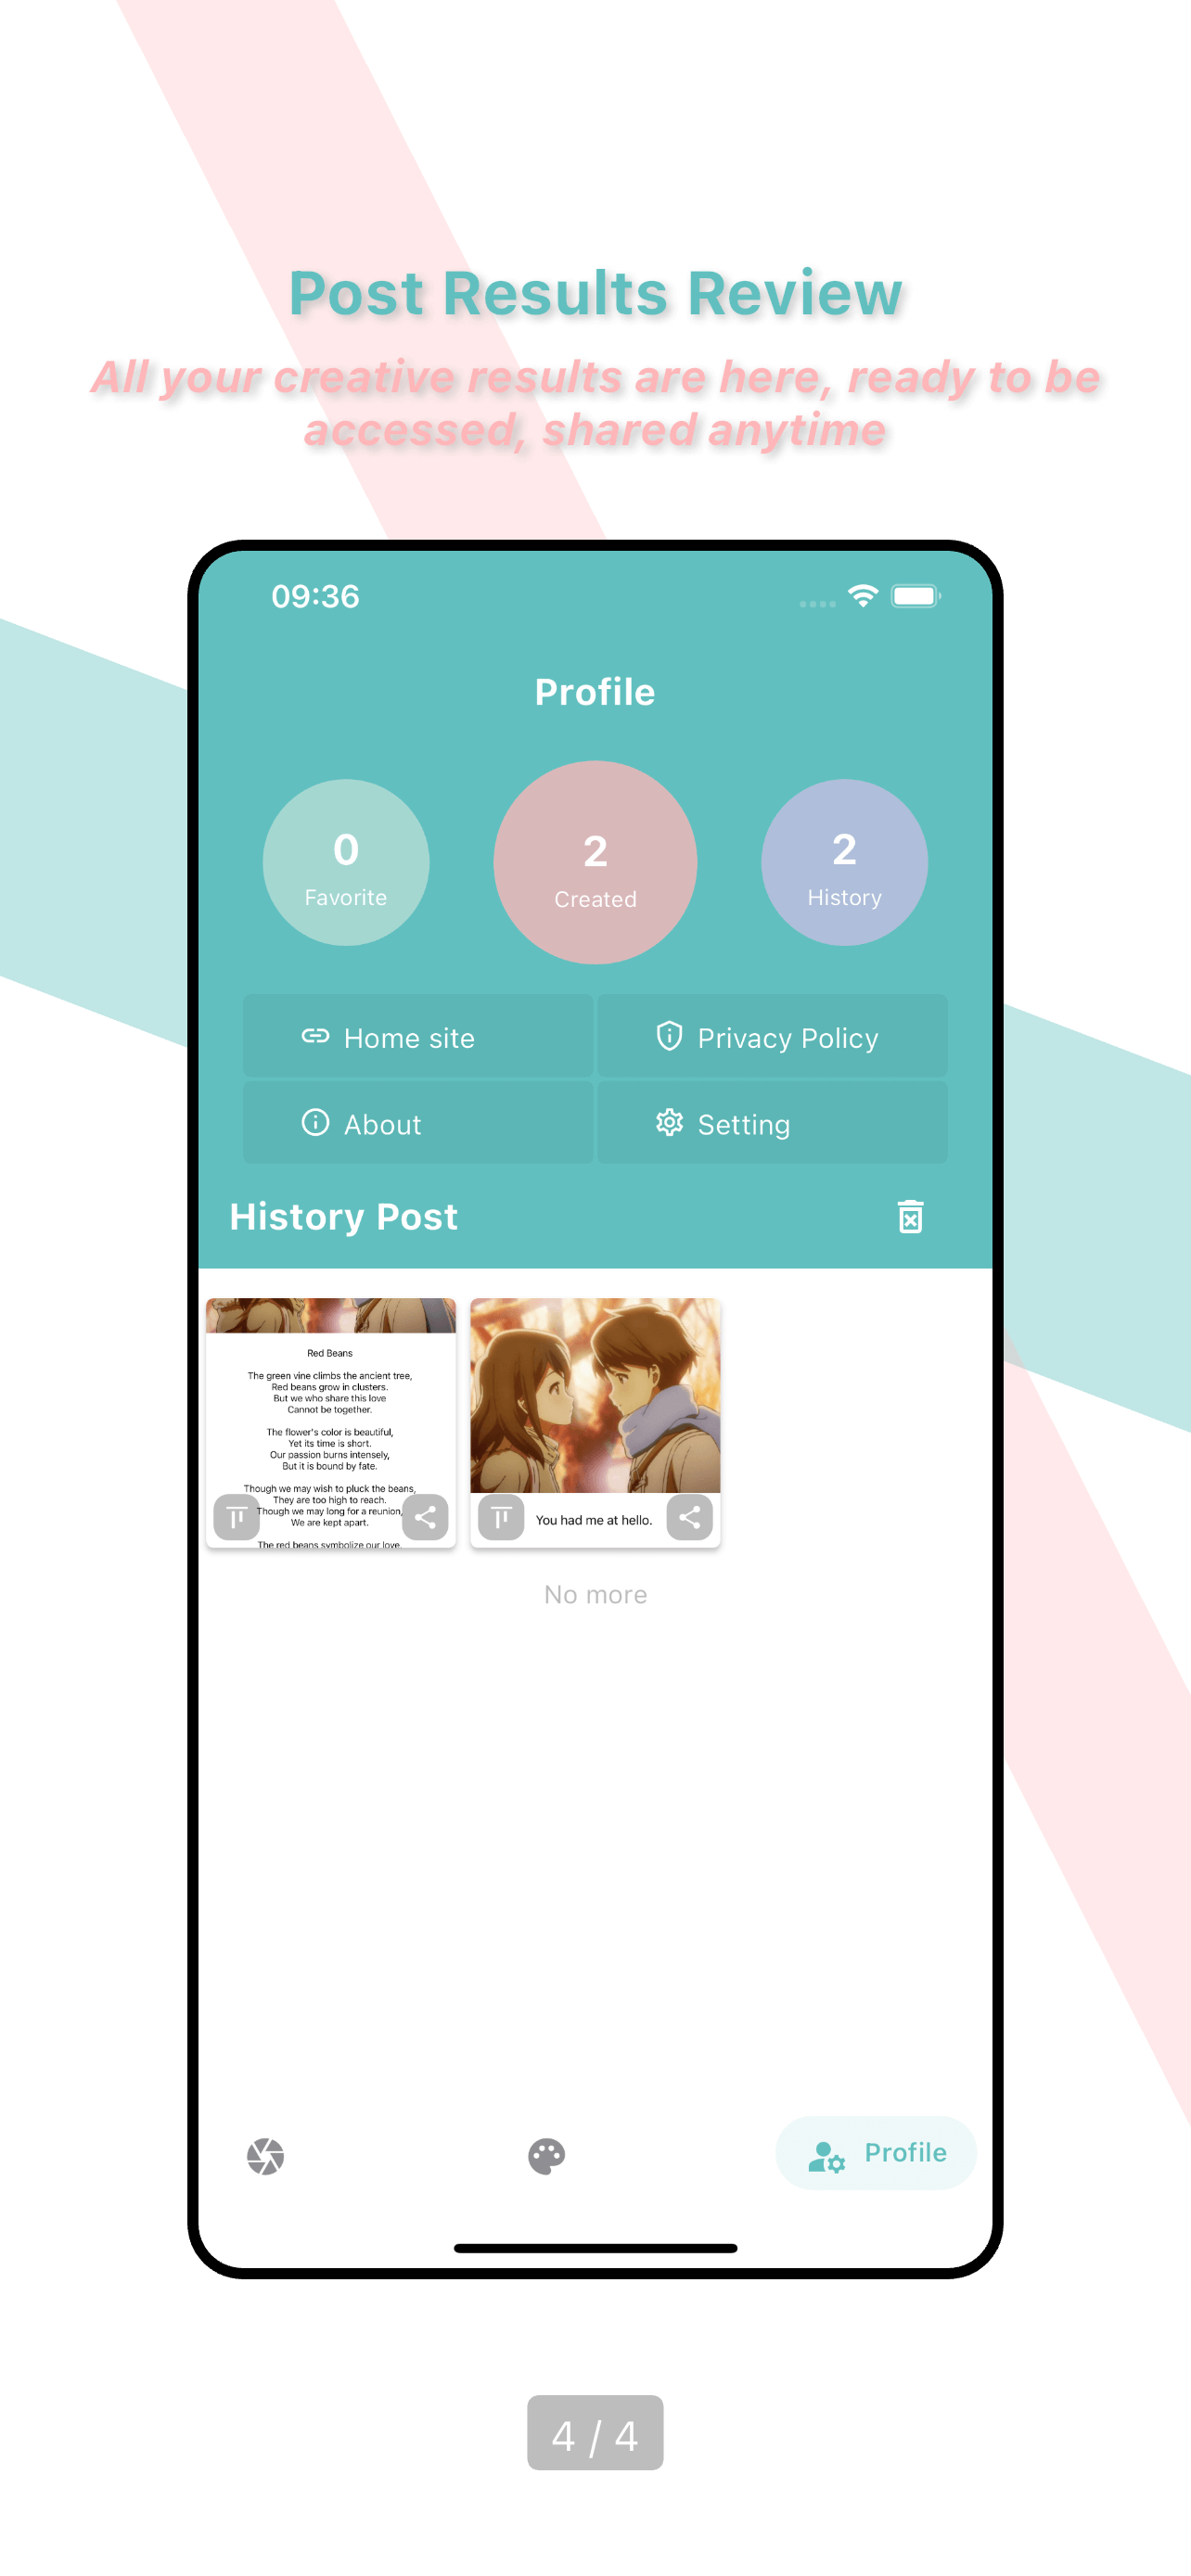 Post Results Review
All your creative results are here, ready to be
accessed, shared anytime
09:36
Profile
0
Favorite
2
Created
2
History
Home site
Privacy Policy
About
Setting
History Post
Red Beans
The green vine climbs the ancient tree,
Red beans grow in clusters.
But we who share this love
Cannot be together.
The flower's color is beautiful,
Yet its time is short.
Our passion burns intensely,
But it is bound by fate.
Though we may wish to pluck the beans,
They are too high to reach.
Though we may long for a reunion,
We are kept apart.
The red beans symbolize our love,
You had me at hello.
No more
Profile
4 / 4